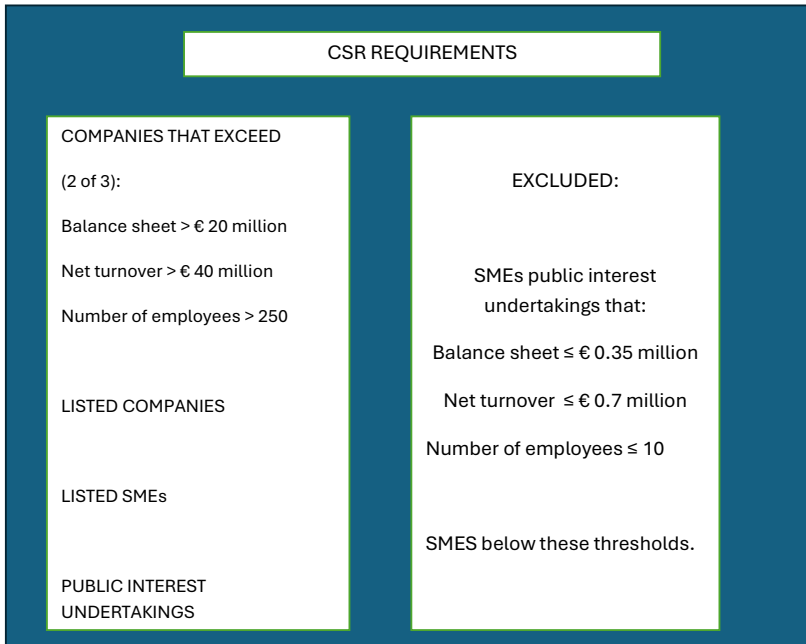 CSR REQUIREMENTS
COMPANIES THAT EXCEED
(2 of 3):
Balance sheet > € 20 million
Net turnover > € 40 million
Number of employees > 250
LISTED COMPANIES
LISTED SMEs
PUBLIC INTEREST
UNDERTAKINGS
EXCLUDED:
SMEs public interest
undertakings that:
Balance sheet ≤ € 0.35 million
Net turnover ≤ € 0.7 million
Number of employees ≤ 10
SMES below these thresholds.